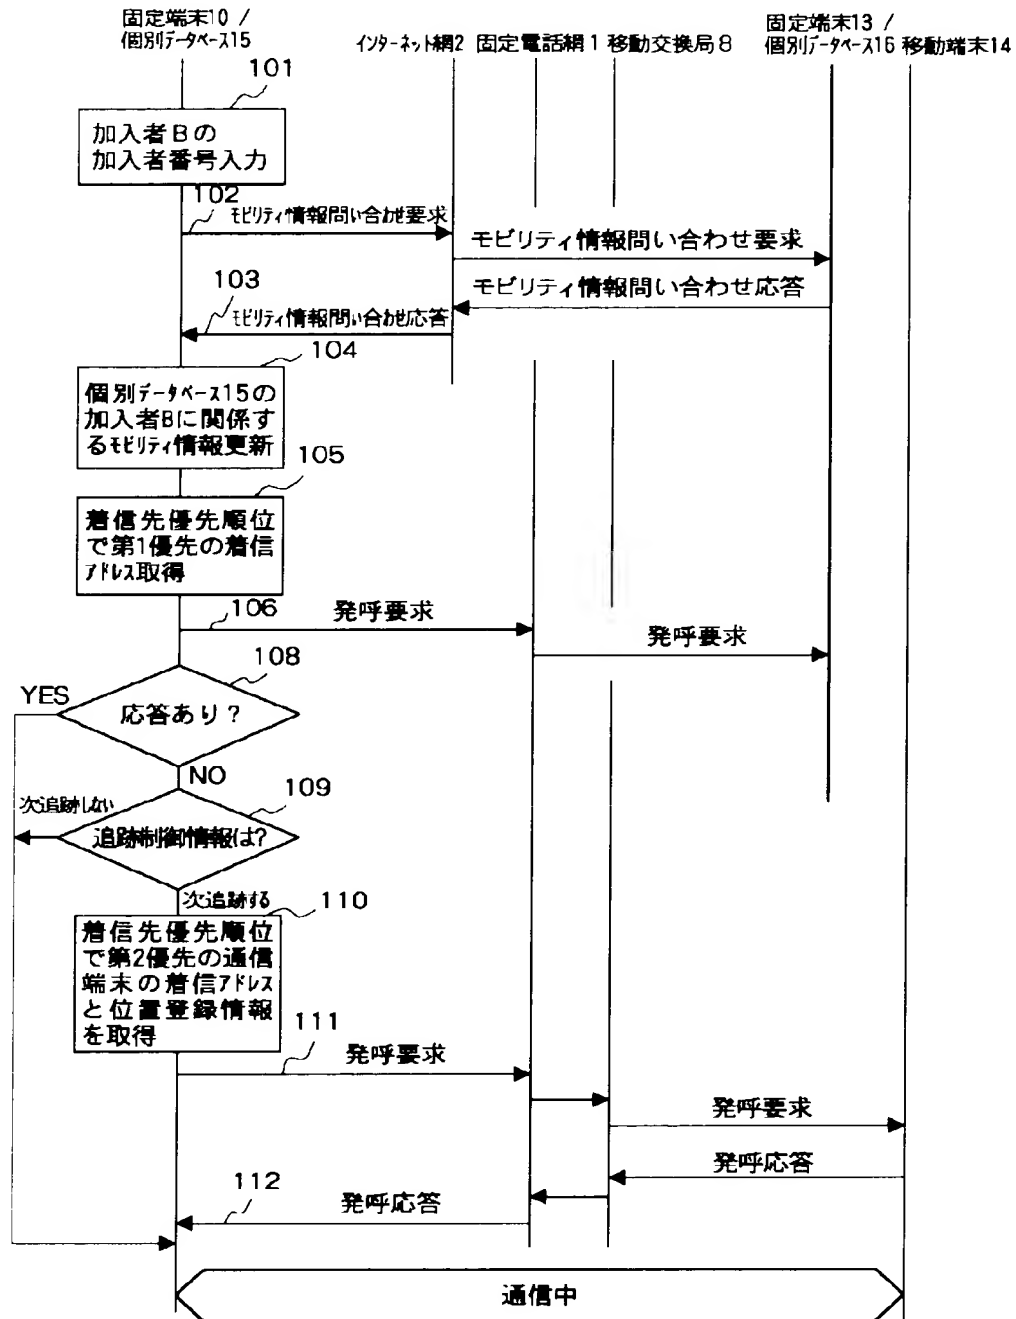 固定端末10 /
個別データベース15
インターネット網2 固定電話網1 移動交換局8
固定端末13 /
個別データベース16 移動端末14
101
加入者Bの
加入者番号入力
102
モビリティ情報問い合わせ要求
モビリティ情報問い合わせ要求
モビリティ情報問い合わせ応答
103
モビリティ情報問い合わせ応答
104
個別データベース15の
加入者Bに関係す
るモビリティ情報更新
105
着信先優先順位
で第1優先の着信
アドレス取得
106
発呼要求
発呼要求
108
YES
応答あり?
NO
109
次追跡しない
追跡制御情報は?
次追跡する
110
着信先優先順位
で第2優先の通信
端末の着信アドレス
と位置登録情報
を取得
111
発呼要求
発呼要求
発呼応答
112
発呼応答
通信中